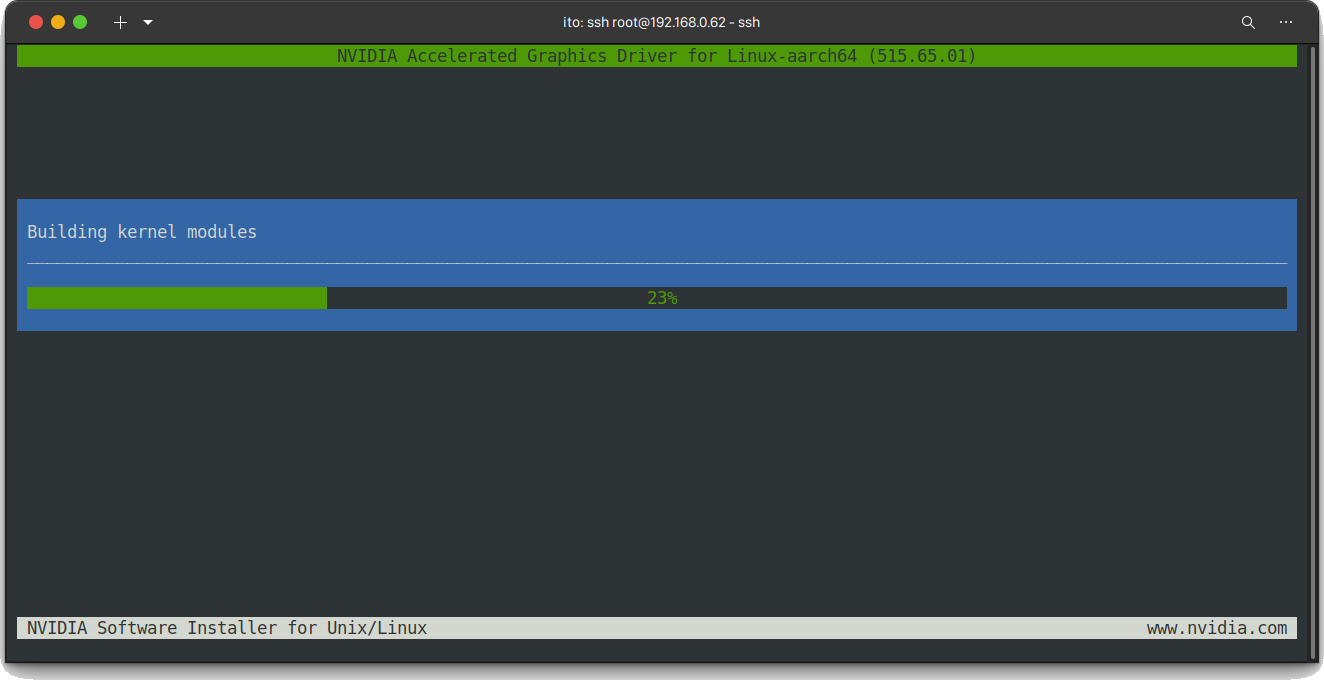 ito: ssh root@192.168.0.62 - ssh
NVIDIA Accelerated Graphics Driver for Linux-aarch64 (515.65.01)
Building kernel modules
23%
NVIDIA Software Installer for Unix/Linux www.nvidia.com